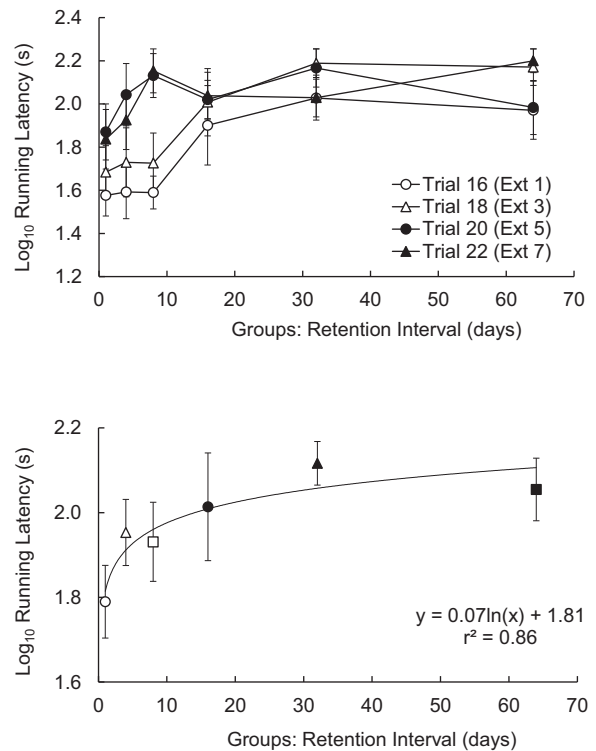 2.4
2.2
2.0
1.8
1.6
1.4
1.2
Log₁₀ Running Latency (s)
Trial 16 (Ext 1)
Trial 18 (Ext 3)
Trial 20 (Ext 5)
Trial 22 (Ext 7)
0 10 20 30 40 50 60 70
Groups: Retention Interval (days)
2.2
2.0
1.8
1.6
Log₁₀ Running Latency (s)
y = 0.07ln(x) + 1.81
r² = 0.86
0 10 20 30 40 50 60 70
Groups: Retention Interval (days)